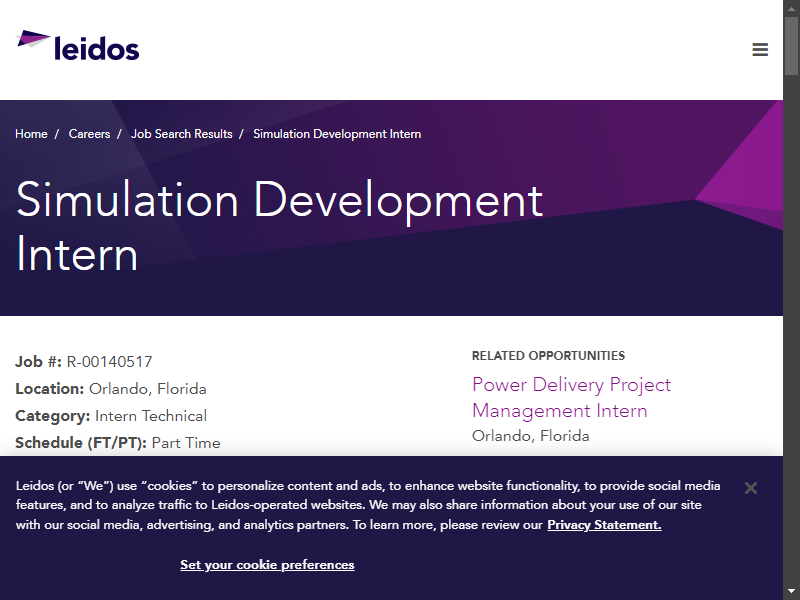 leidos
Home / Careers / Job Search Results / Simulation Development Intern
Simulation Development
Intern
Job #: R-00140517
Location: Orlando, Florida
Category: Intern Technical
Schedule (FT/PT): Part Time
RELATED OPPORTUNITIES
Power Delivery Project
Management Intern
Orlando, Florida
Leidos (or “We”) use “cookies” to personalize content and ads, to enhance website functionality, to provide social media
features, and to analyze traffic to Leidos-operated websites. We may also share information about your use of our site
with our social media, advertising, and analytics partners. To learn more, please review our Privacy Statement.
Set your cookie preferences